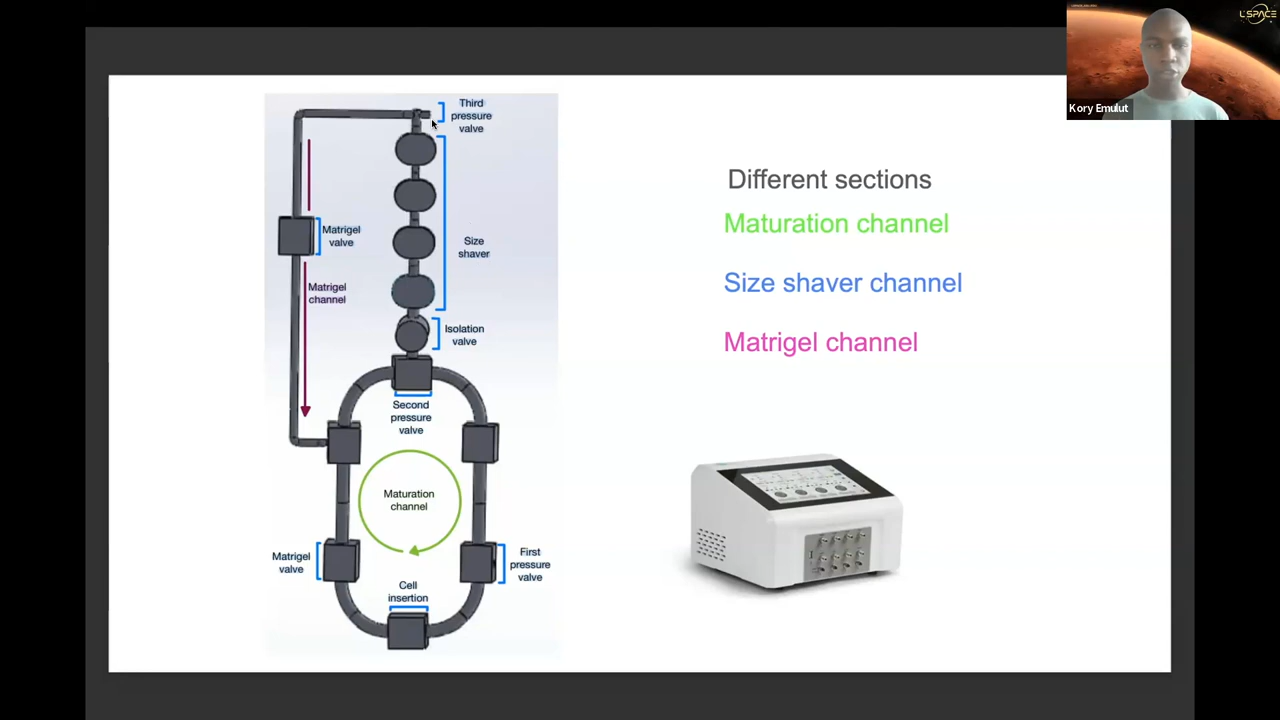 L'SPACE
Kory Emulut
Third
pressure
valve
Matrigel
valve
Size
shaver
Matrigel
channel
Isolation
valve
Second
pressure
valve
Maturation
channel
Matrigel
valve
First
pressure
valve
Cell
insertion
Different sections
Maturation channel
Size shaver channel
Matrigel channel